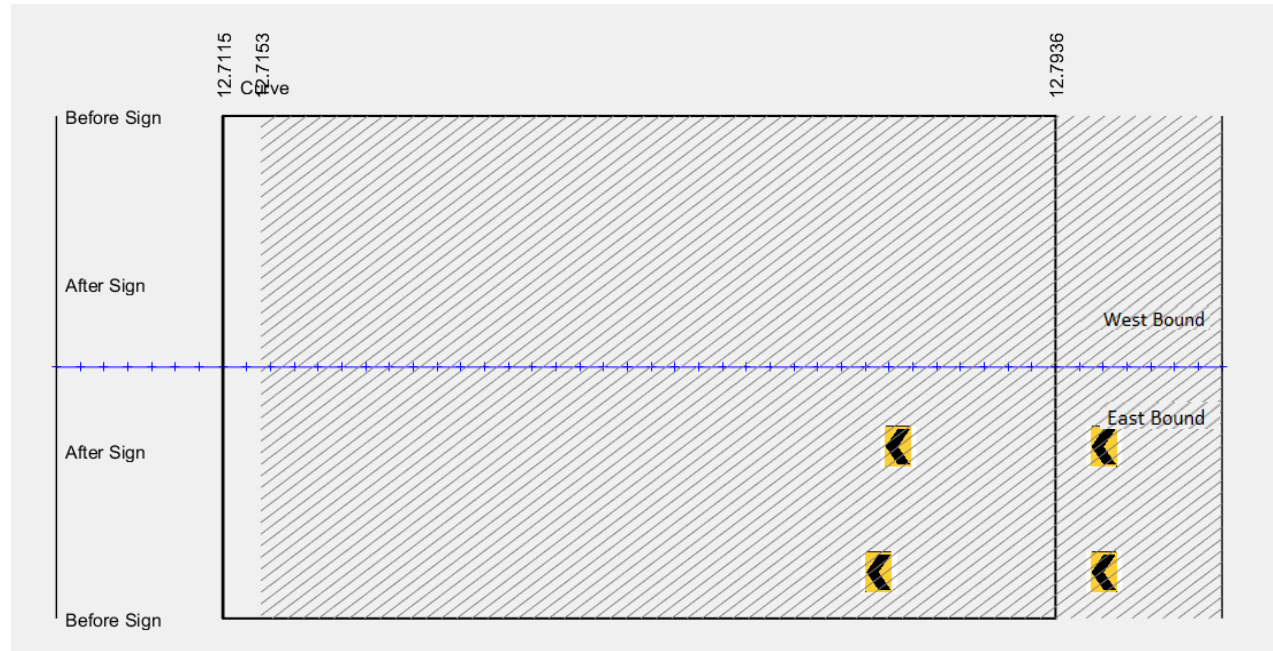 12.7115
12.7153
12.7936
Curve
Before Sign
After Sign
West Bound
East Bound
After Sign
Before Sign